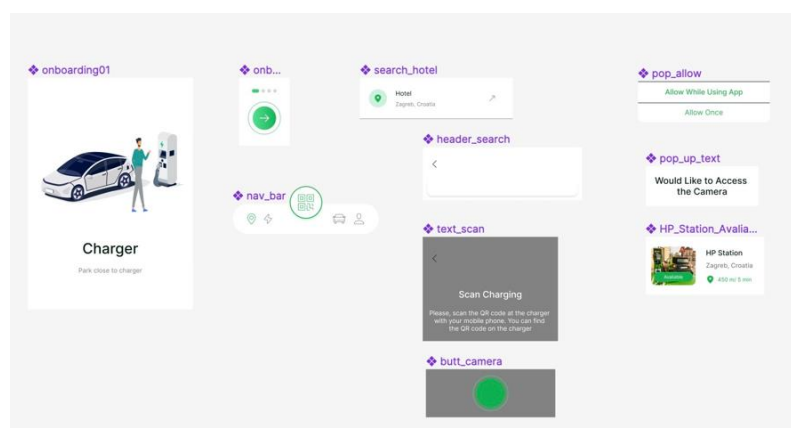 onboarding01
Charger
Park close to charger
onb...
nav_bar
search_hotel
Hotel
Zagreb, Croatia
header_search
text_scan
Scan Charging
Please, scan the QR code at the charger
with your mobile phone. You can find
the QR code on the charger
butt_camera
pop_allow
Allow While Using App
Allow Once
pop_up_text
Would Like to Access
the Camera
HP_Station_Avalia...
HP Station
Zagreb, Croatia
Available
450 m/ 5 min